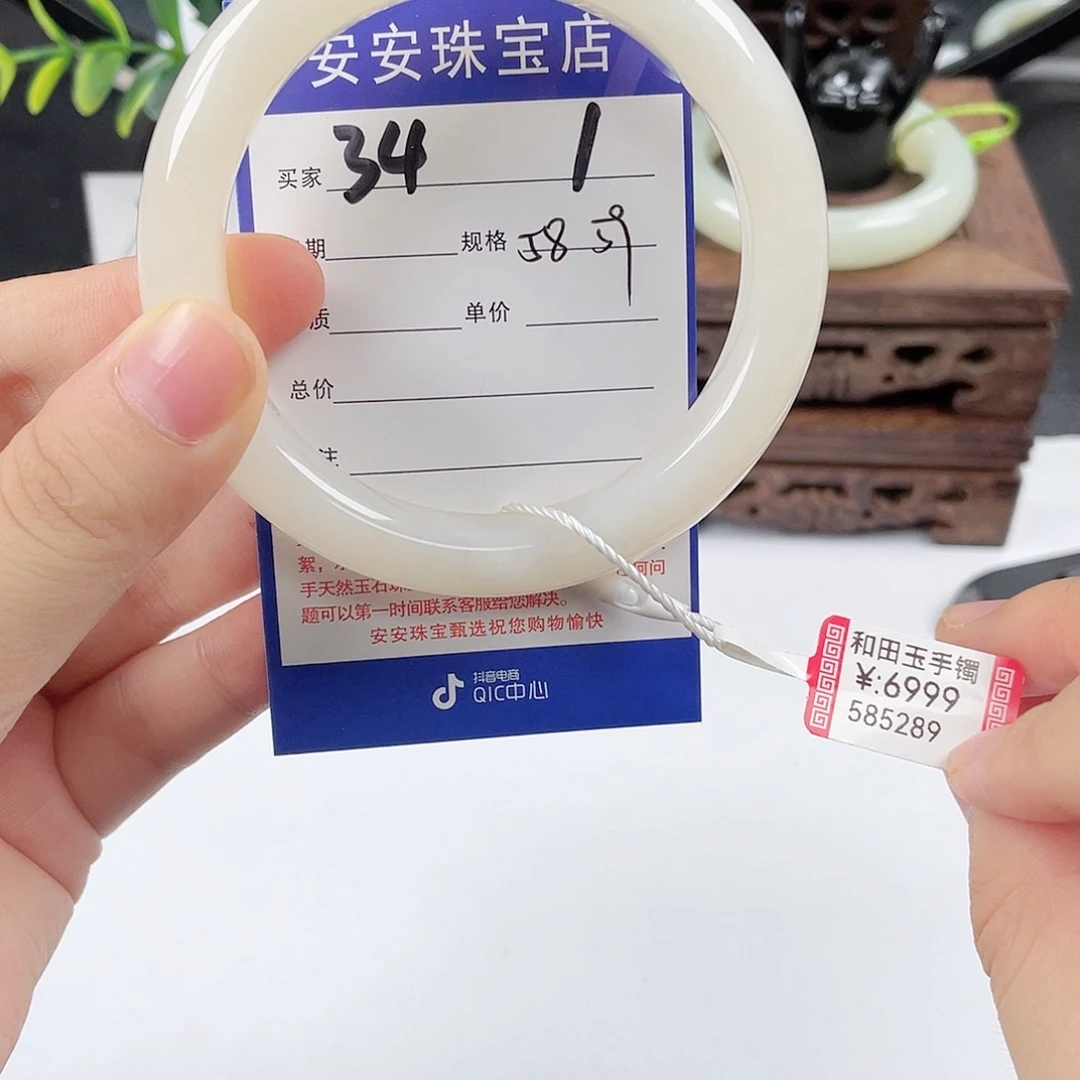 安安珠宝店
买家 34 1
期 规格 58
质 单价
总价
注
絮，
手天然玉石珠 何问
题可以第一时间联系客服给您解决。
安安珠宝甄选祝您购物愉快
抖音电商
QIC中心
和田玉手镯
¥:6999
585289